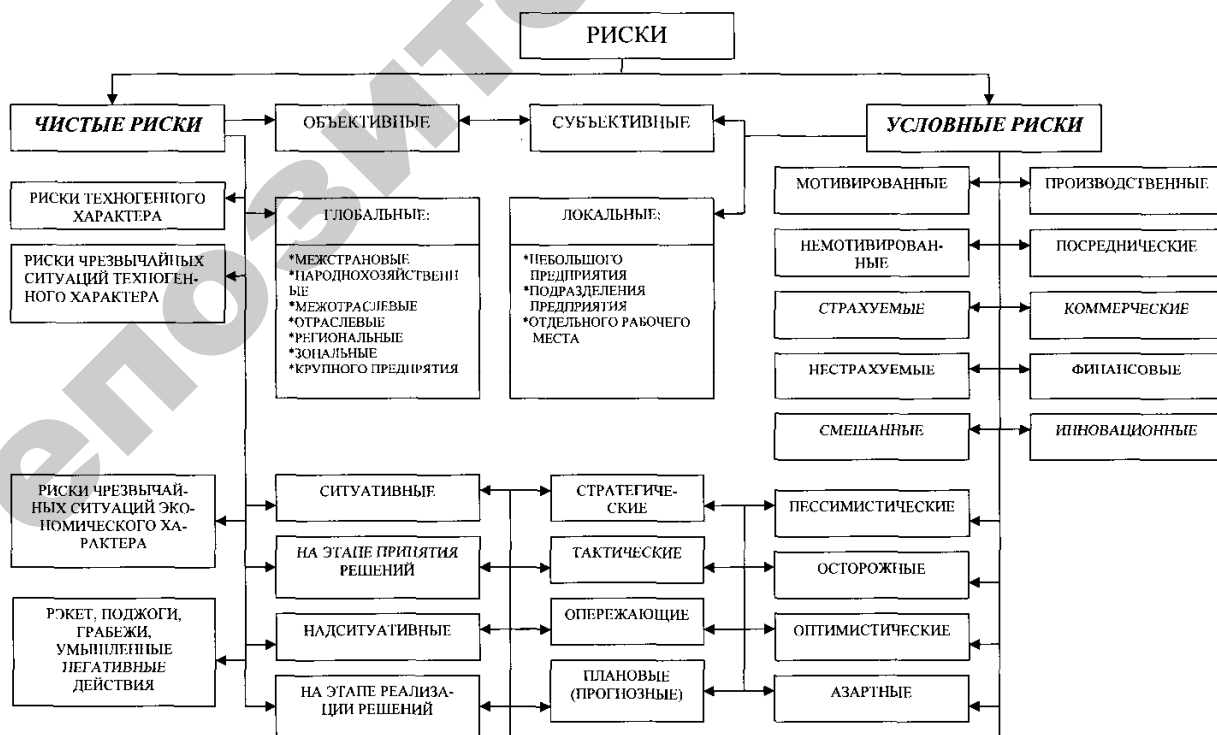 РИСКИ
ЧИСТЫЕ РИСКИ
ОБЪЕКТИВНЫЕ
СУБЪЕКТИВНЫЕ
УСЛОВНЫЕ РИСКИ
РИСКИ ТЕХНОГЕННОГО
ХАРАКТЕРА
РИСКИ ЧРЕЗВЫЧАЙНЫХ
СИТУАЦИЙ ТЕХНОГЕН-
НОГО ХАРАКТЕРА
ГЛОБАЛЬНЫЕ:
*МЕЖСТРАНОВЫЕ
*НАРОДНОХОЗЯЙСТВЕНН
ЫЕ
*МЕЖОТРАСЛЕВЫЕ
*ОТРАСЛЕВЫЕ
*РЕГИОНАЛЬНЫЕ
*ЗОНАЛЬНЫЕ
*КРУПНОГО ПРЕДПРЯТИЯ
ЛОКАЛЬНЫЕ:
*НЕБОЛЬШОГО
ПРЕДПРИЯТИЯ
*ПОДРАЗДЕЛЕНИЯ
ПРЕДПРИЯТИЯ
*ОТДЕЛЬНОГО РАБОЧЕГО
МЕСТА
МОТИВИРОВАННЫЕ
ПРОИЗВОДСТВЕННЫЕ
НЕМОТИВИРОВАН-
НЫЕ
ПОСРЕДНИЧЕСКИЕ
СТРАХУЕМЫЕ
КОММЕРЧЕСКИЕ
НЕСТРАХУЕМЫЕ
ФИНАНСОВЫЕ
СМЕШАННЫЕ
ИННОВАЦИОННЫЕ
РИСКИ ЧРЕЗВЫЧАЙ-
НЫХ СИТУАЦИЙ ЭКО-
НОМИЧЕСКОГО ХА-
РАКТЕРА
РЭКЕТ, ПОДЖОГИ,
ГРАБЕЖИ,
УМЫШЛЕННЫЕ
НЕГАТИВНЫЕ
ДЕЙСТВИЯ
СИТУАТИВНЫЕ
НА ЭТАПЕ ПРИНЯТИЯ
РЕШЕНИЙ
НАДСИТУАТИВНЫЕ
НА ЭТАПЕ РЕАЛИЗА-
ЦИИ РЕШЕНИЙ
СТРАТЕГИЧЕ-
СКИЕ
ТАКТИЧЕСКИЕ
ОПЕРЕЖАЮЩИЕ
ПЛАНОВЫЕ
(ПРОГНОЗНЫЕ)
ПЕССИМИСТИЧЕСКИЕ
ОСТОРОЖНЫЕ
ОПТИМИСТИЧЕСКИЕ
АЗАРТНЫЕ
епозито